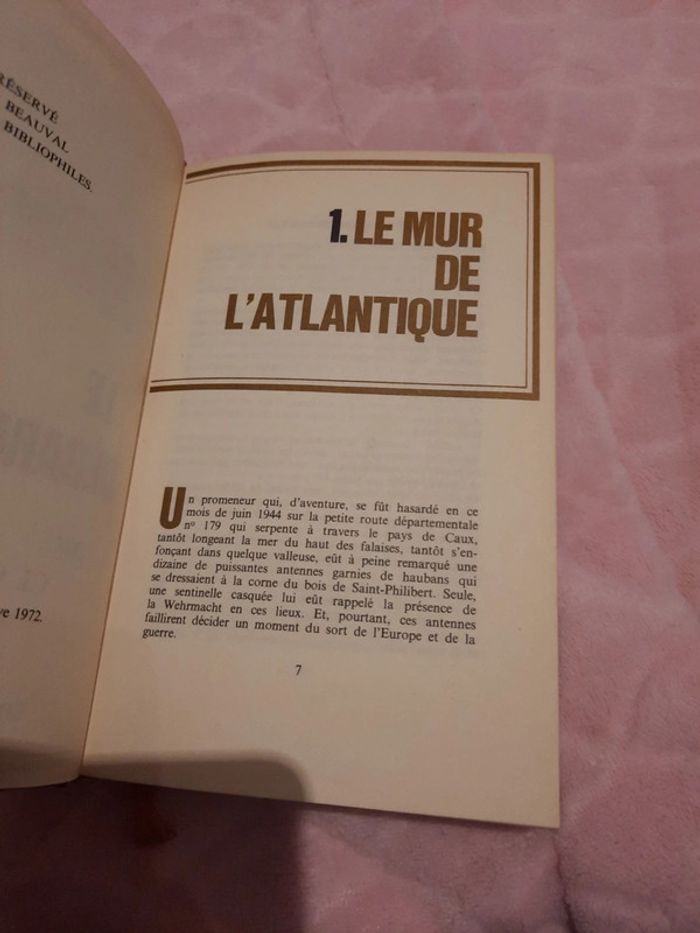 RÉSERVÉ
BEAUVAL
BIBLIOPHILES.
1972.
1. LE MUR
DE
L'ATLANTIQUE
Un promeneur qui, d'aventure, se fût hasardé en ce
mois de juin 1944 sur la petite route départementale
nº 179 qui serpente à travers le pays de Caux,
tantôt longeant la mer du haut des falaises, tantôt s'en-
fonçant dans quelque valleuse, eût à peine remarqué une
dizaine de puissantes antennes garnies de haubans qui
se dressaient à la corne du bois de Saint-Philibert. Seule,
une sentinelle casquée lui eût rappelé la présence de
la Wehrmacht en ces lieux. Et, pourtant, ces antennes
faillirent décider un moment du sort de l'Europe et de la
guerre.
7